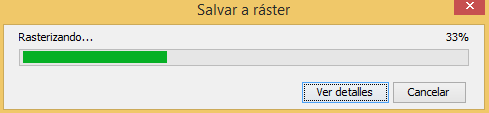 Salvar a ráster
Rasterizando... 33%
Ver detalles Cancelar